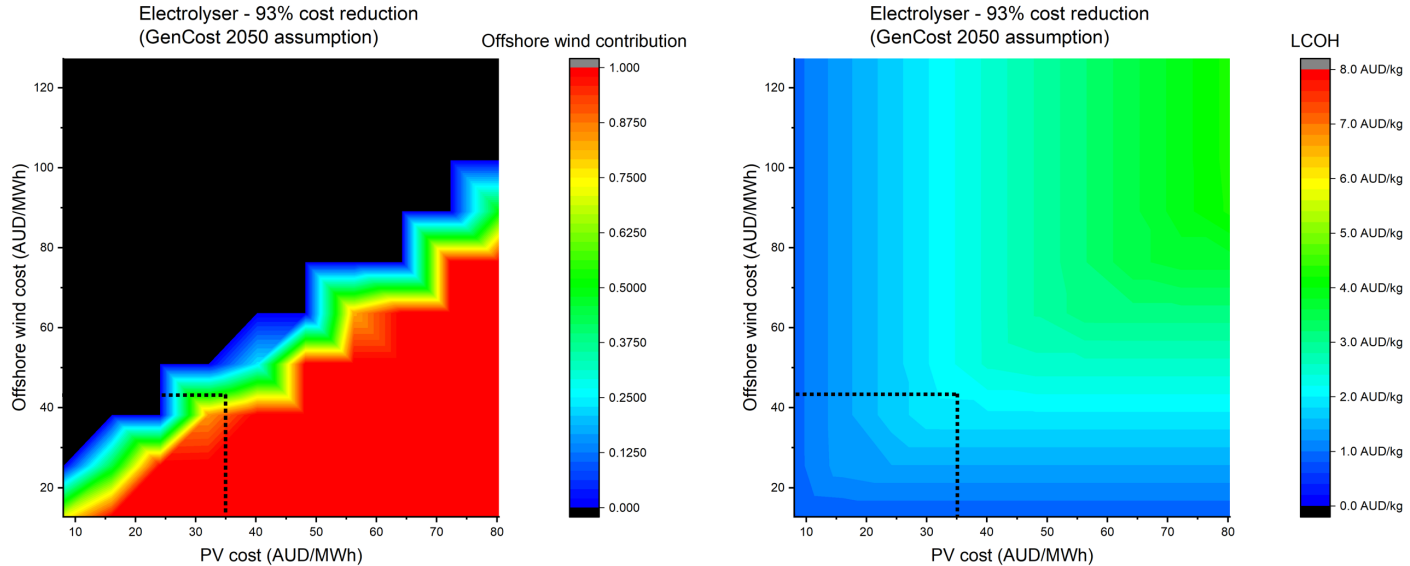 Electrolyser - 93% cost reduction
(GenCost 2050 assumption)
Offshore wind contribution
1.000
0.8750
0.7500
0.6250
0.5000
0.3750
0.2500
0.1250
0.000
Offshore wind cost (AUD/MWh)
120
100
80
60
40
20
10 20 30 40 50 60 70 80
PV cost (AUD/MWh)
Electrolyser - 93% cost reduction
(GenCost 2050 assumption)
LCOH
8.0 AUD/kg
7.0 AUD/kg
6.0 AUD/kg
5.0 AUD/kg
4.0 AUD/kg
3.0 AUD/kg
2.0 AUD/kg
1.0 AUD/kg
0.0 AUD/kg
Offshore wind cost (AUD/MWh)
120
100
80
60
40
20
10 20 30 40 50 60 70 80
PV cost (AUD/MWh)